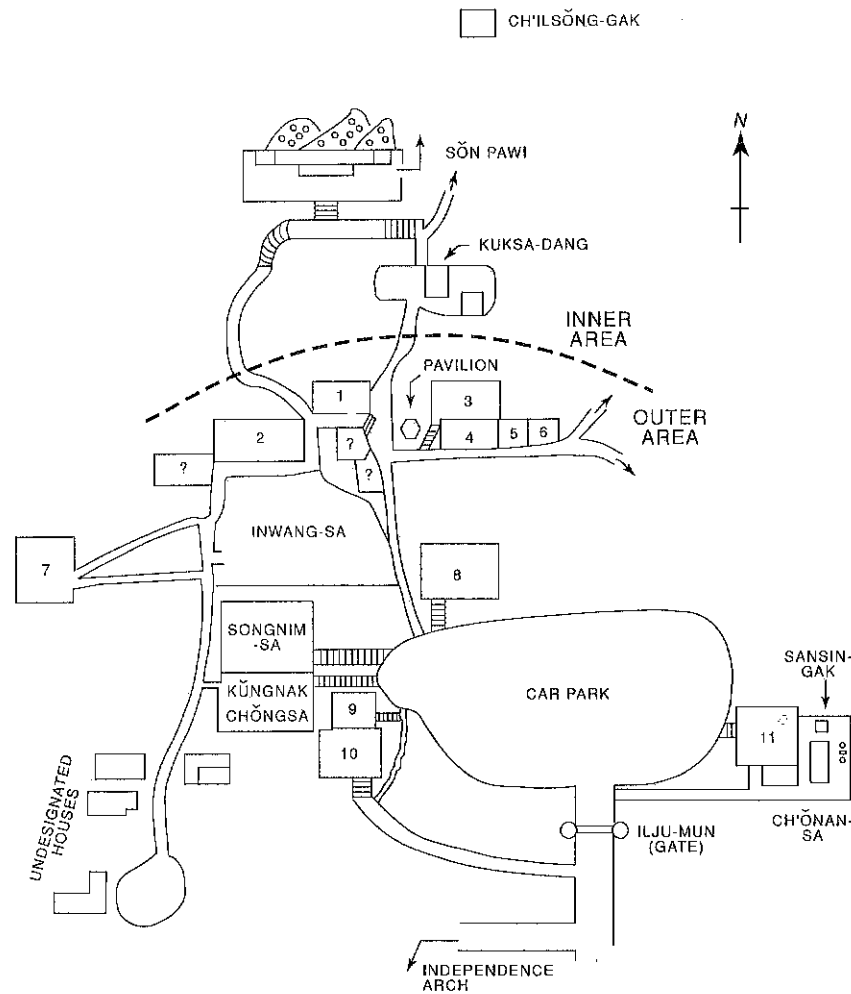 CH'ILSŎNG-GAK
N
SŎN PAWI
KUKSA-DANG
INNER
AREA
PAVILION
OUTER
AREA
1
3
2
?
4
5
6
?
?
INWANG-SA
7
8
SONGNIM
-SA
KŬNGNAK
CHŎNGSA
CAR PARK
SANSIN-
GAK
9
10
11
UNDESIGNATED
HOUSES
ILJU-MUN
(GATE)
CH'ŎNAN-
SA
INDEPENDENCE
ARCH